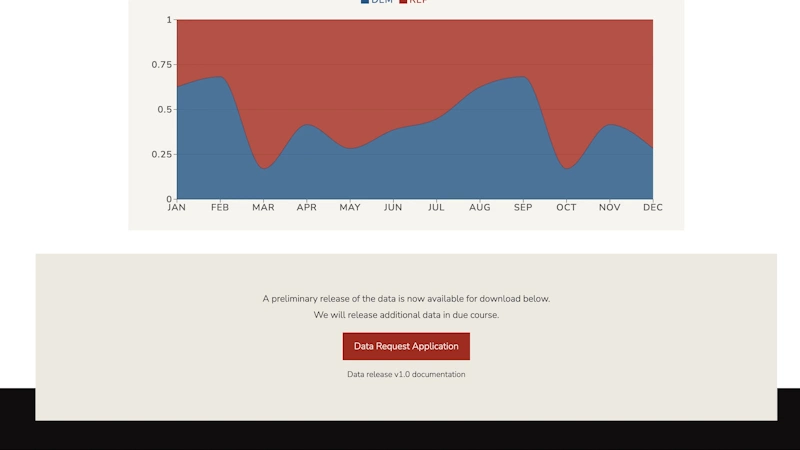 DEM REP
1
0.75
0.5
0.25
0
JAN FEB MAR APR MAY JUN JUL AUG SEP OCT NOV DEC
A preliminary release of the data is now available for download below.
We will release additional data in due course.
Data Request Application
Data release v1.0 documentation